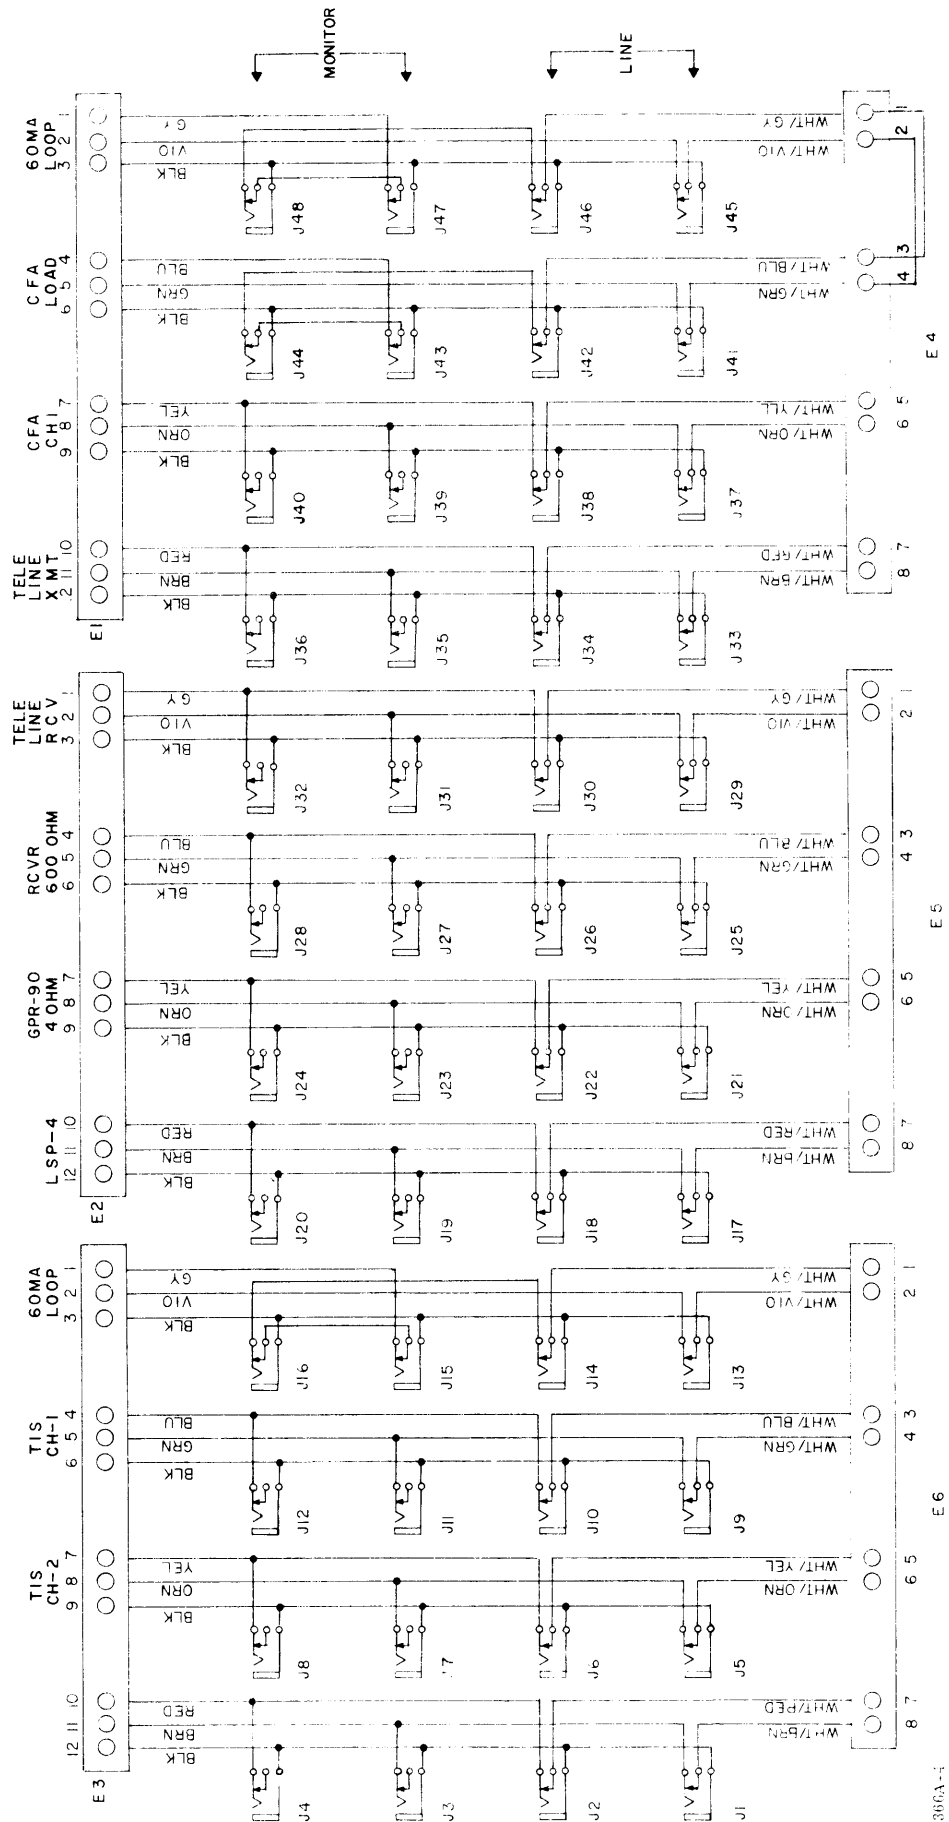 MONITOR
LINE
E1
60MA LOOP
3 2 1
BLK VIO GY
J48
J47
J46
J45
WHT/VIO WHT/GY
2 1
CFA LOAD
6 5 4
BLK GRN BLU
J44
J43
J42
J41
WHT/GRN WHT/BLU
4 3
CFA CH1
9 8 7
BLK ORN YEL
J40
J39
J38
J37
WHT/ORN WHT/YEL
6 5
TELE LINE XMT
12 11 10
BLK BRN RED
J36
J35
J34
J33
WHT/BRN WHT/RED
8 7
E4
E2
TELE LINE RCV
3 2 1
BLK VIO GY
J32
J31
J30
J29
WHT/VIO WHT/GY
2 1
RCVR 600 OHM
6 5 4
BLK GRN BLU
J28
J27
J26
J25
WHT/GRN WHT/BLU
4 3
GPR-90 4 OHM
9 8 7
BLK ORN YEL
J24
J23
J22
J21
WHT/ORN WHT/YEL
6 5
LSP-4
12 11 10
BLK BRN RED
J20
J19
J18
J17
WHT/BRN WHT/RED
8 7
E5
E3
60MA LOOP
3 2 1
BLK VIO GY
J16
J15
J14
J13
WHT/VIO WHT/GY
2 1
TIS CH-1
6 5 4
BLK GRN BLU
J12
J11
J10
J9
WHT/GRN WHT/BLU
4 3
TIS CH-2
9 8 7
BLK ORN YEL
J8
J7
J6
J5
WHT/ORN WHT/YEL
6 5
12 11 10
BLK BRN RED
J4
J3
J2
J1
WHT/BRN WHT/RED
8 7
E6